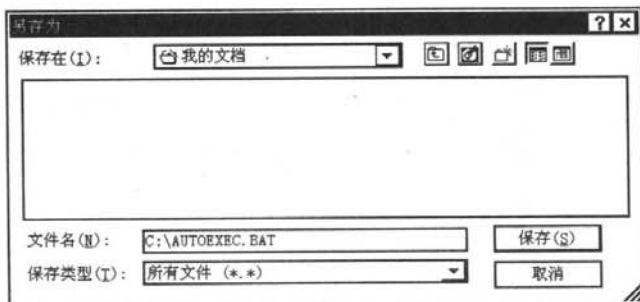 另存为
保存在(I): 我的文档
文件名(N): C:\AUTOEXEC.BAT 保存(S)
保存类型(T): 所有文件 (*.*) 取消